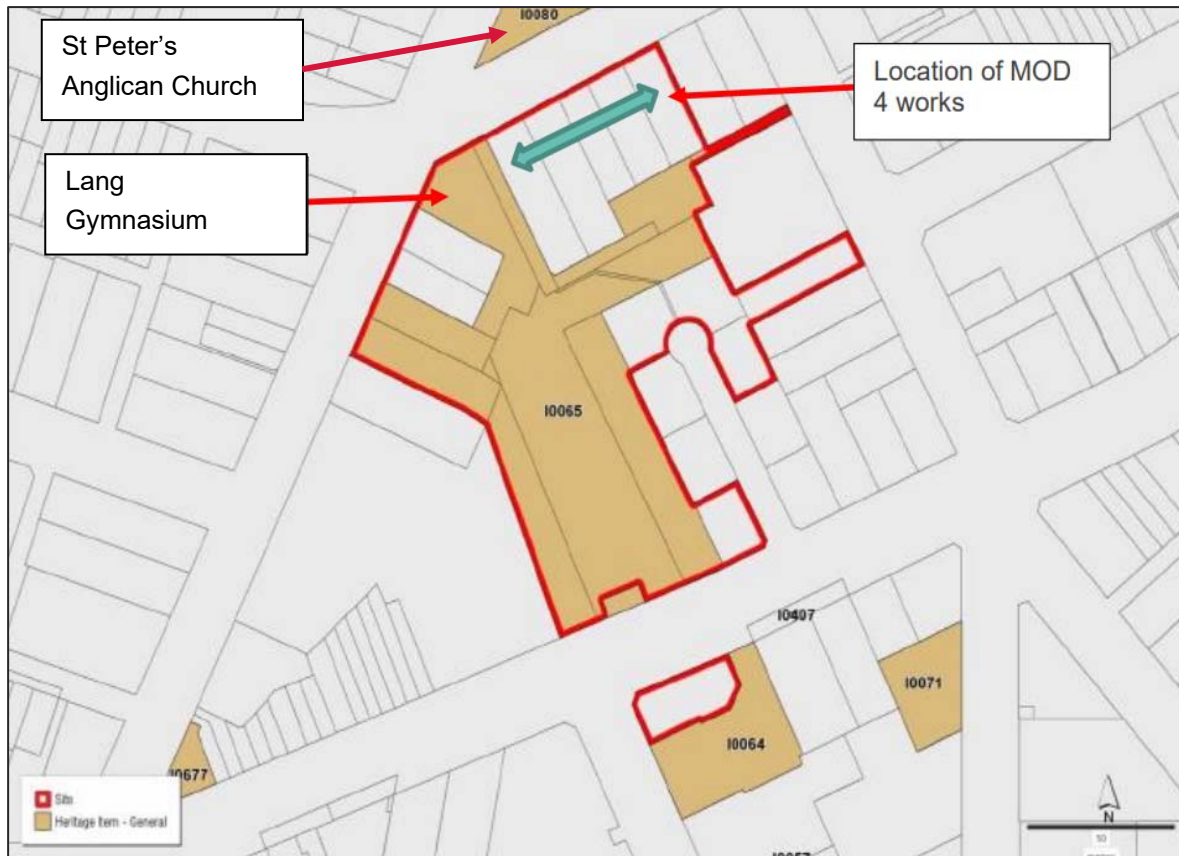 I0080
St Peter's
Anglican Church
Location of MOD
4 works
Lang
Gymnasium
I0065
I0407
I0071
I0064
I0677
Site
Heritage Item - General
N
50